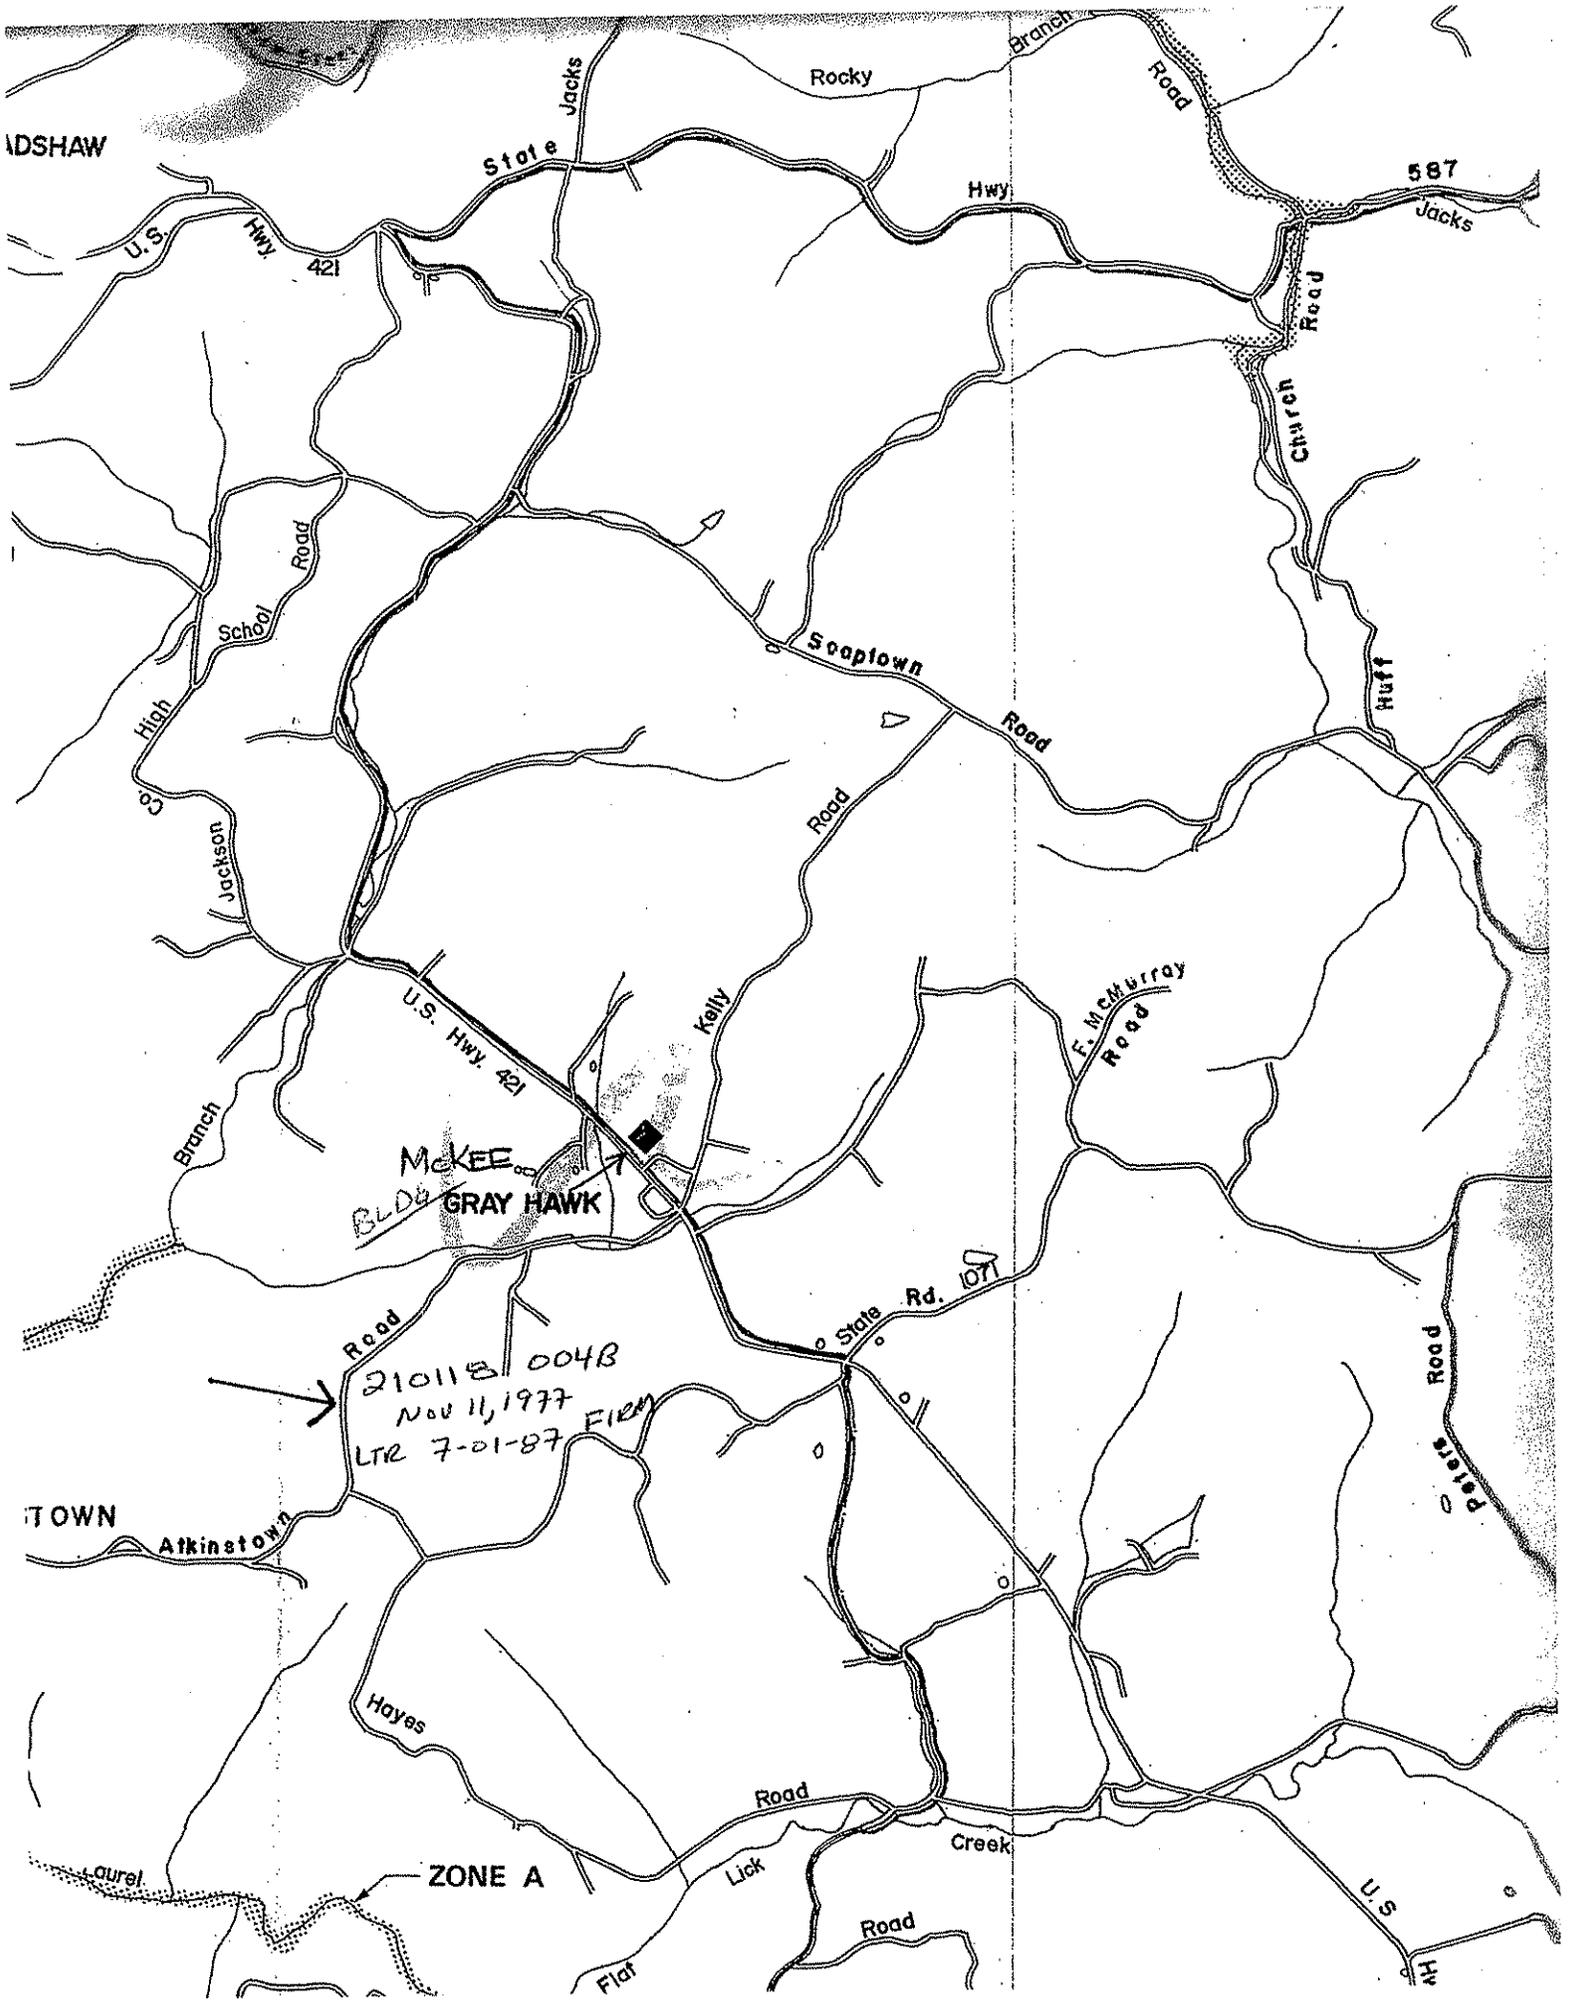 Branch
Rocky
Jacks
Road
ADSHAW
State
Hwy
587
Jacks
U.S.
Hwy.
421
Road
Church
Road
School
Soaptown
Road
Huff
High
Co.
Jackson
Road
Kelly
U.S. Hwy. 421
F. McMurray
Road
Branch
McKEE
BLDG
GRAY HAWK
State Rd. 1071
Road
210118 004B
Nov 11, 1977
LTR 7-01-87 FIRM
Road
Peters
TOWN
Atkinstown
Hayes
Road
Creek
Lick
Laurel
ZONE A
U.S
Road
Flat
HW